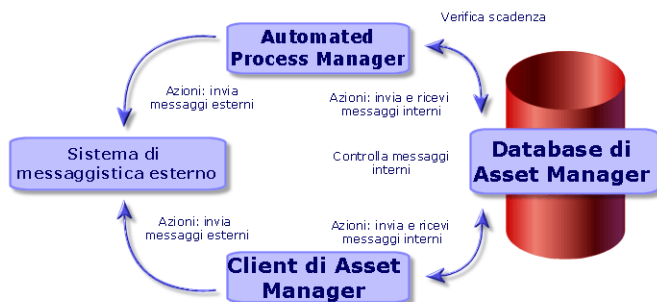 Verifica scadenza
Automated
Process Manager
Azioni: invia
messaggi esterni
Azioni: invia e ricevi
messaggi interni
Sistema di
messaggistica esterno
Controlla messaggi
interni
Database di
Asset Manager
Azioni: invia
messaggi esterni
Azioni: invia e ricevi
messaggi interni
Client di Asset
Manager